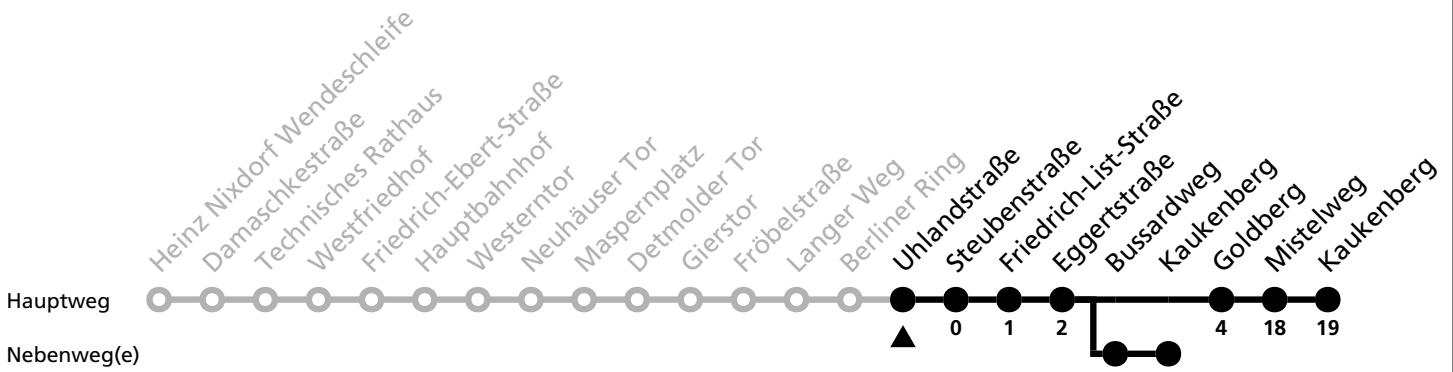 Heinz Nixdorf Wendeschleife
Damaschkestraße
Technisches Rathaus
Westfriedhof
Friedrich-Ebert-Straße
Hauptbahnhof
Westerntor
Neuhäuser Tor
Maspernplatz
Detmolder Tor
Gierstor
Fröbelstraße
Langer Weg
Berliner Ring
Uhlandstraße
Steubenstraße
Friedrich-List-Straße
Eggertstraße
Bussardweg
Kaukenberg
Goldberg
Mistelweg
Kaukenberg
Hauptweg
0 1 2 4 18 19
Nebenweg(e)